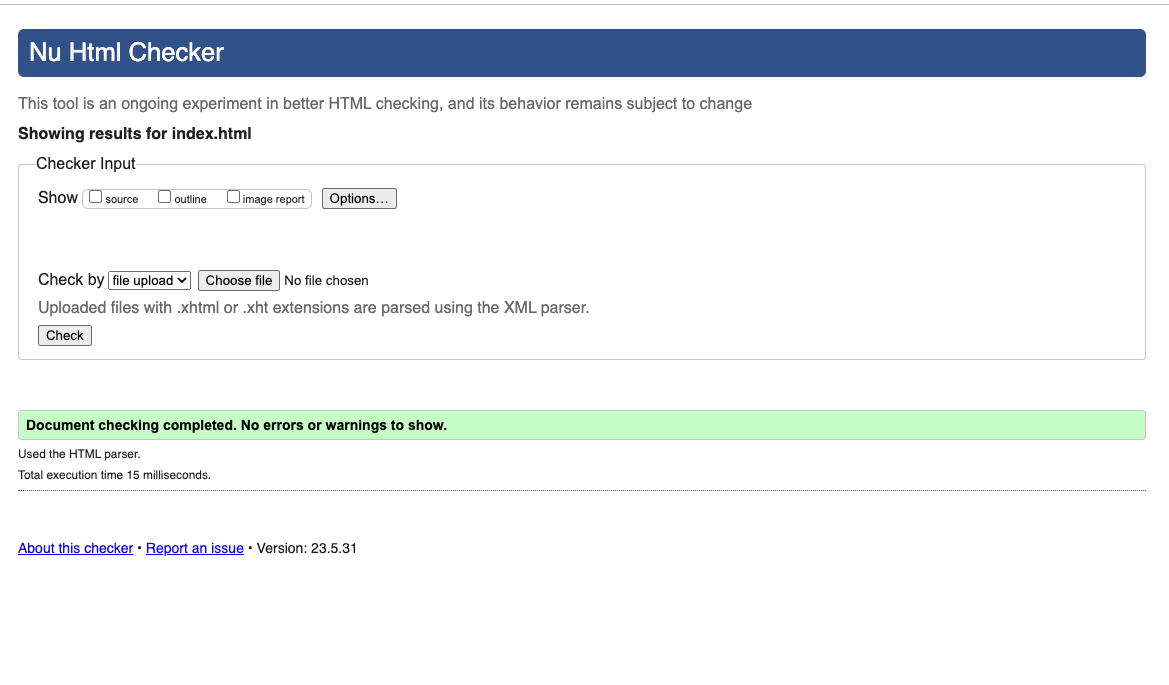 Nu Html Checker
This tool is an ongoing experiment in better HTML checking, and its behavior remains subject to change
Showing results for index.html
Checker Input
Show source outline image report Options…
Check by file upload Choose file No file chosen
Uploaded files with .xhtml or .xht extensions are parsed using the XML parser.
Check
Document checking completed. No errors or warnings to show.
Used the HTML parser.
Total execution time 15 milliseconds.
About this checker • Report an issue • Version: 23.5.31